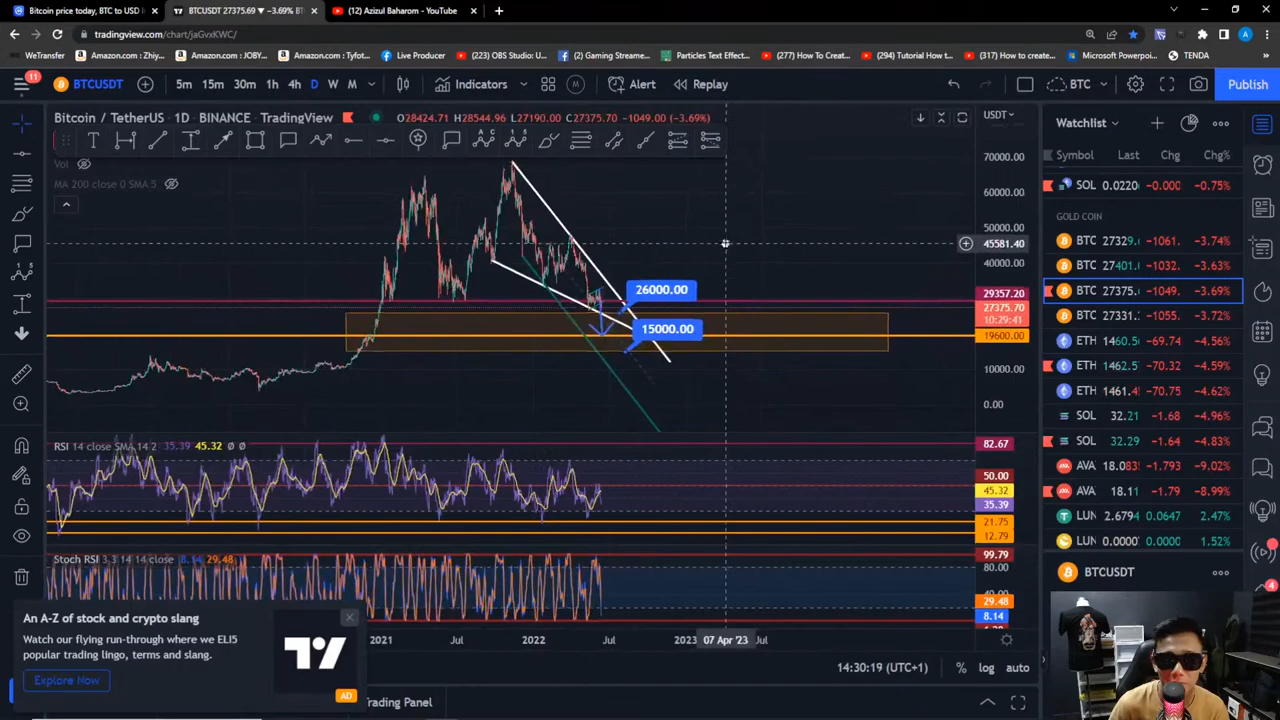 Bitcoin price today, BTC to USD
BTCUSDT 27375.69 ▼ −3.69%
(12) Azizul Baharom - YouTube
tradingview.com/chart/jaGvxKWC/
WeTransfer
Amazon.com: Zhiy...
Amazon.com: JOBY...
Amazon.com: Tyfot...
Live Producer
(223) OBS Studio: U...
(2) Gaming Streame...
Particles Text Effect...
(277) How To Creat...
(294) Tutorial How t...
(317) How to create...
Microsoft Powerpoi...
TENDA
11
BTCUSDT
5m 15m 30m 1h 4h D W M
Indicators
Alert
Replay
BTC
Publish
Bitcoin / TetherUS · 1D · BINANCE · TradingView
O28424.71 H28544.96 L27190.00 C27375.70 −1049.00 (−3.69%)
USDT
Vol
MA 200 close 0 SMA 5
70000.00
60000.00
50000.00
45581.40
40000.00
29357.20
27375.70
10:29:41
19600.00
10000.00
0.00
26000.00
15000.00
RSI 14 close SMA 14 2 35.39 45.32 Ø Ø
82.67
50.00
45.32
35.39
21.75
12.79
Stoch RSI 3 3 14 14 close 8.14 29.48
99.79
80.00
29.48
8.14
2021 Jul 2022 Jul 2023 07 Apr '23 Jul
14:30:19 (UTC+1)
% log auto
Trading Panel
An A-Z of stock and crypto slang
Watch our flying run-through where we ELI5
popular trading lingo, terms and slang.
Explore Now
AD
Watchlist
Symbol Last Chg Chg%
SOL 0.0220 −0.000 −0.75%
GOLD COIN
BTC 27329. −1061. −3.74%
BTC 27401. −1032. −3.63%
BTC 27375. −1049. −3.69%
BTC 27331. −1055. −3.72%
ETH 1460.5 −69.74 −4.56%
ETH 1462.5 −70.32 −4.59%
ETH 1461.4 −70.75 −4.62%
SOL 32.21 −1.68 −4.96%
SOL 32.29 −1.64 −4.83%
AVA 18.083 −1.793 −9.02%
AVA 18.11 −1.79 −8.99%
LUN 2.6794 0.0647 2.47%
LUN 0.0000 0.0000 1.52%
BTCUSDT